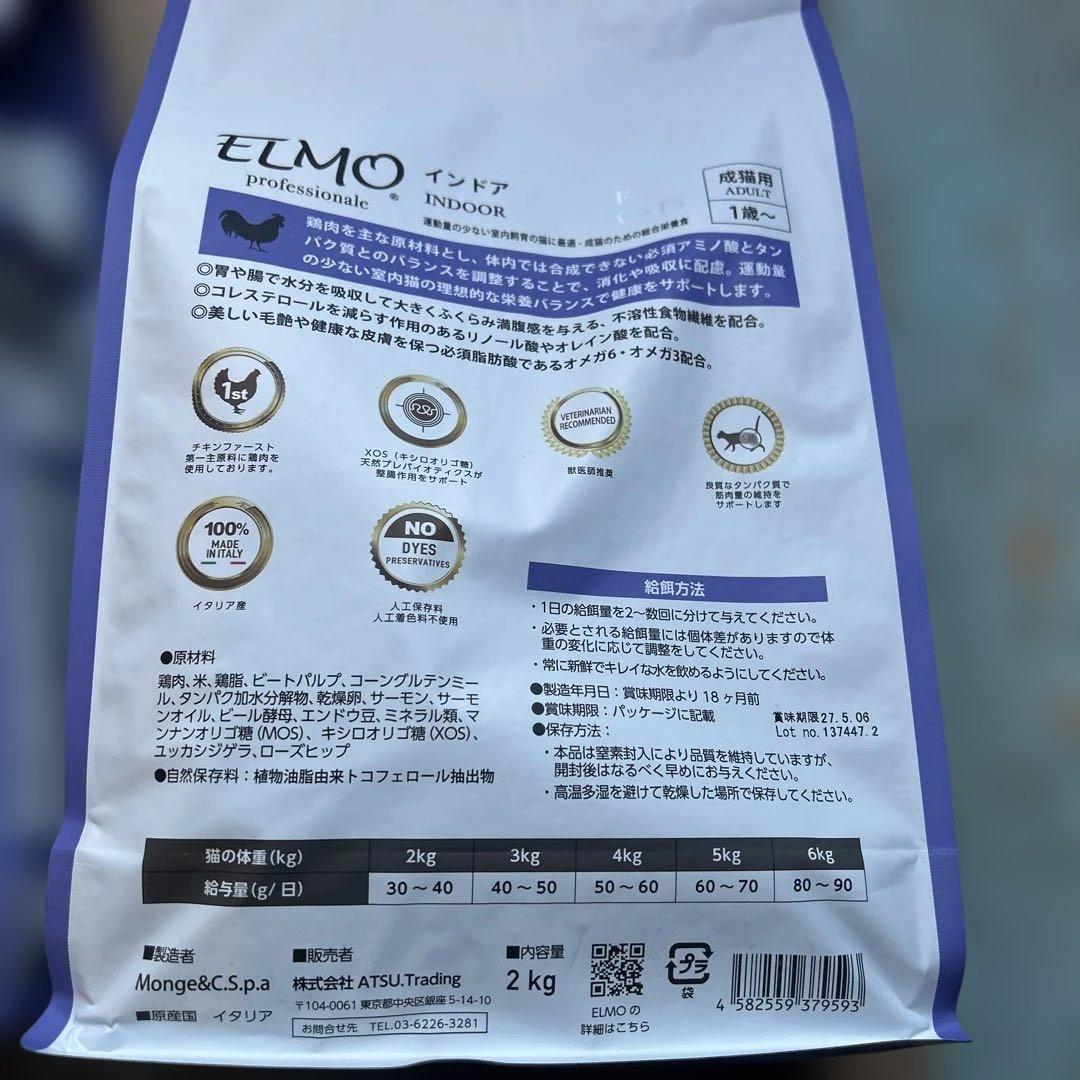 ELMO
professionale ®
インドア
INDOOR
運動量の少ない室内飼育の猫に最適 - 成猫のための総合栄養食
成猫用
ADULT
1歳～
鶏肉を主な原材料とし、体内では合成できない必須アミノ酸とタン
パク質とのバランスを調整することで、消化や吸収に配慮。運動量
の少ない室内猫の理想的な栄養バランスで健康をサポートします。
◎胃や腸で水分を吸収して大きくふくらみ満腹感を与える、不溶性食物繊維を配合。
◎コレステロールを減らす作用のあるリノール酸やオレイン酸を配合。
◎美しい毛艶や健康な皮膚を保つ必須脂肪酸であるオメガ6・オメガ3配合。
1st
チキンファースト
第一主原料に鶏肉を
使用しております。
XOS（キシロオリゴ糖）
天然プレバイオティクスが
整腸作用をサポート
VETERINARIAN
RECOMMENDED
獣医師推奨
良質なタンパク質で
筋肉量の維持を
サポートします
100%
MADE
IN ITALY
イタリア産
NO
DYES
PRESERVATIVES
人工保存料
人工着色料不使用
●原材料
鶏肉、米、鶏脂、ビートパルプ、コーングルテンミー
ル、タンパク加水分解物、乾燥卵、サーモン、サーモ
ンオイル、ビール酵母、エンドウ豆、ミネラル類、マ
ンナンオリゴ糖（MOS）、キシロオリゴ糖（XOS）、
ユッカシジゲラ、ローズヒップ
●自然保存料：植物油脂由来トコフェロール抽出物
給餌方法
・1日の給餌量を2～数回に分けて与えてください。
・必要とされる給餌量には個体差がありますので体
重の変化に応じて調整をしてください。
・常に新鮮でキレイな水を飲めるようにしてください。
●製造年月日：賞味期限より18ヶ月前
●賞味期限：パッケージに記載
賞味期限27.5.06
Lot no.137447.2
●保存方法：
・本品は窒素封入により品質を維持していますが、
開封後はなるべく早めにお与えください。
・高温多湿を避けて乾燥した場所で保存してください。
猫の体重(kg) 2kg 3kg 4kg 5kg 6kg
給与量(g/日) 30～40 40～50 50～60 60～70 80～90
■製造者
Monge&C.S.p.a
■原産国 イタリア
■販売者
株式会社 ATSU.Trading
〒104-0061 東京都中央区銀座 5-14-10
お問合せ先 TEL.03-6226-3281
■内容量
2 kg
ELMO の
詳細はこちら
プラ
袋
4 582559 379593